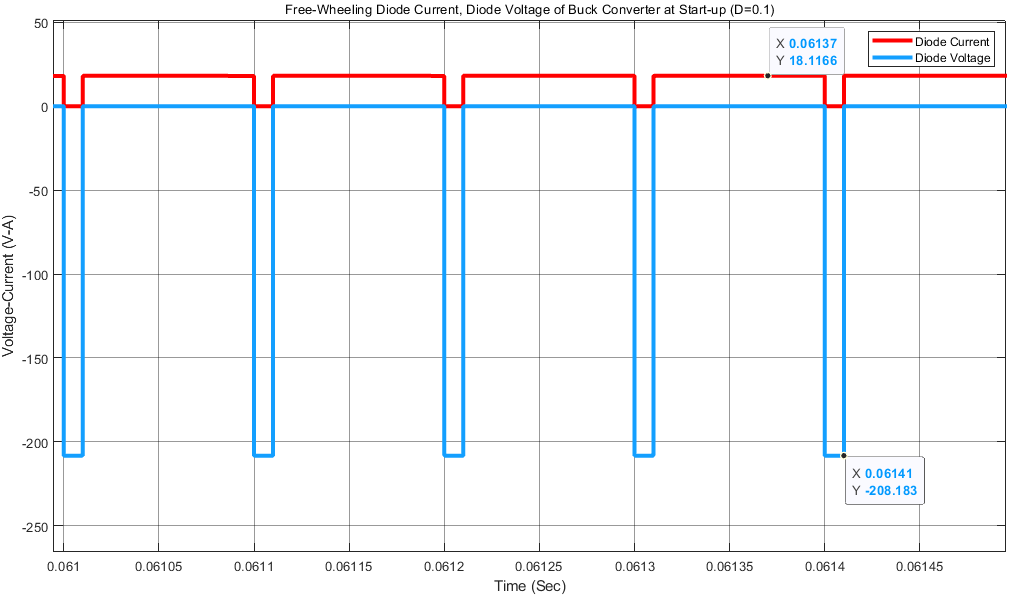 Free-Wheeling Diode Current, Diode Voltage of Buck Converter at Start-up (D=0.1)
50
0
-50
-100
-150
-200
-250
Voltage-Current (V-A)
X 0.06137
Y 18.1166
Diode Current
Diode Voltage
X 0.06141
Y -208.183
0.061
0.06105
0.0611
0.06115
0.0612
0.06125
0.0613
0.06135
0.0614
0.06145
Time (Sec)